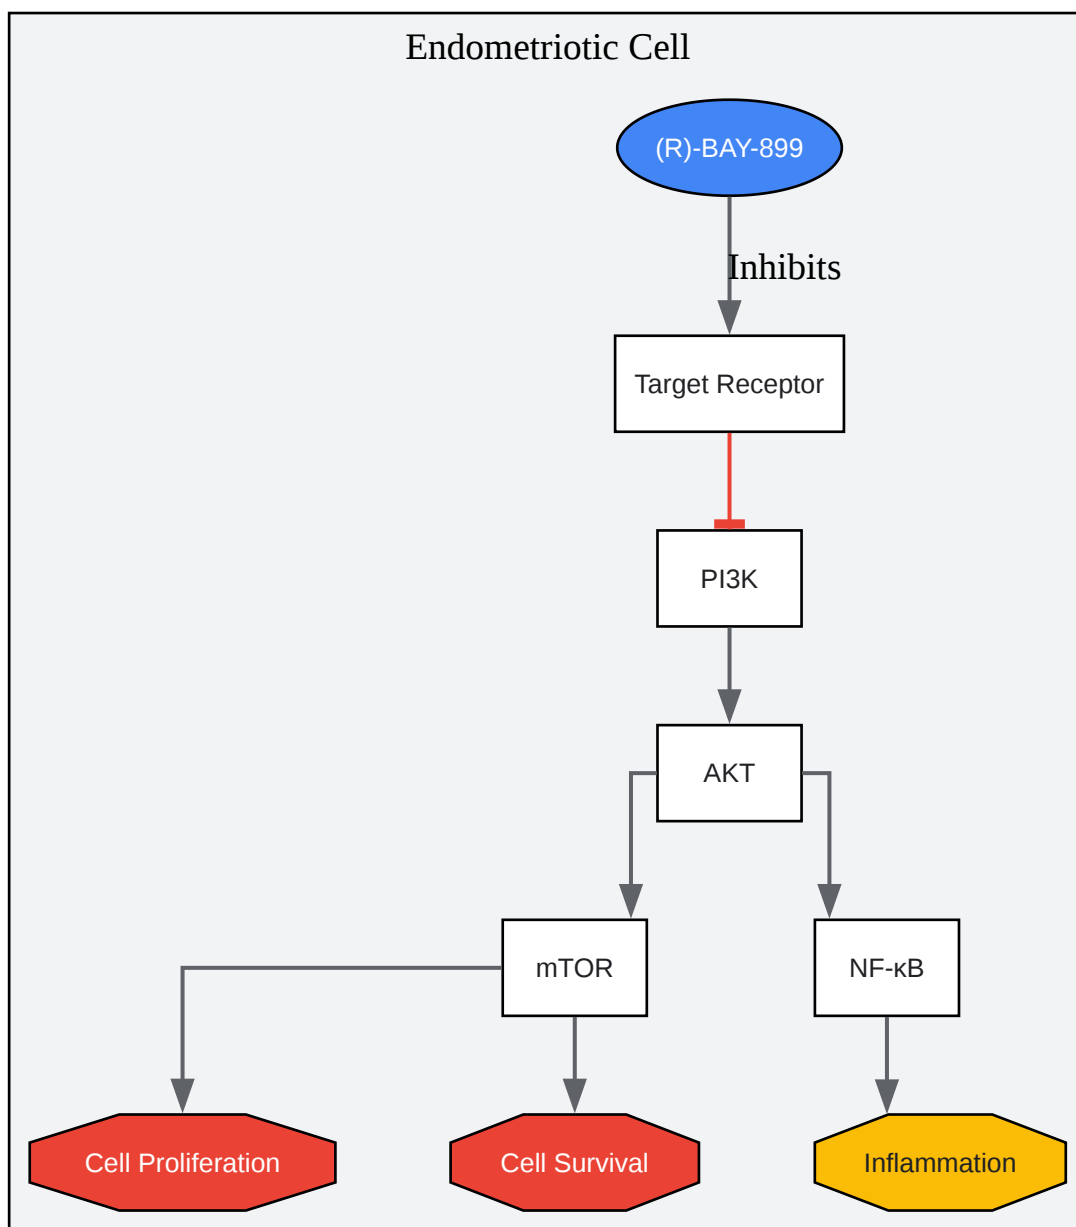 Endometriotic Cell
(R)-BAY-899
Inhibits
Target Receptor
PI3K
AKT
mTOR
NF-κB
Cell Proliferation
Cell Survival
Inflammation